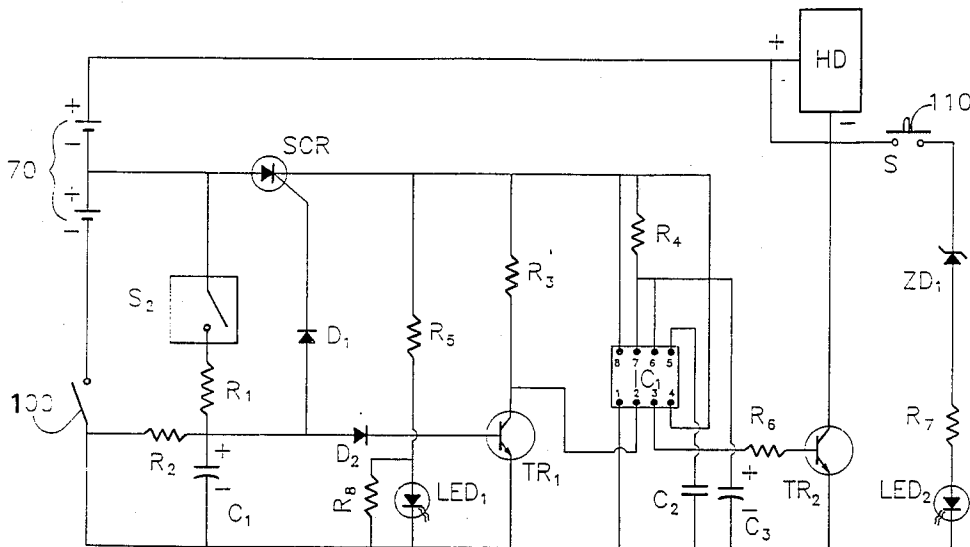 +
HD
110
+
−
−
S
70
+
−
SCR
R4
R3
ZD1
S2
D1
R5
8 7 6 5
IC1
1 2 3 4
100
R1
R7
R6
R2
+
D2
−
C1
R8
LED1
TR1
C2
+
−
C3
TR2
LED2